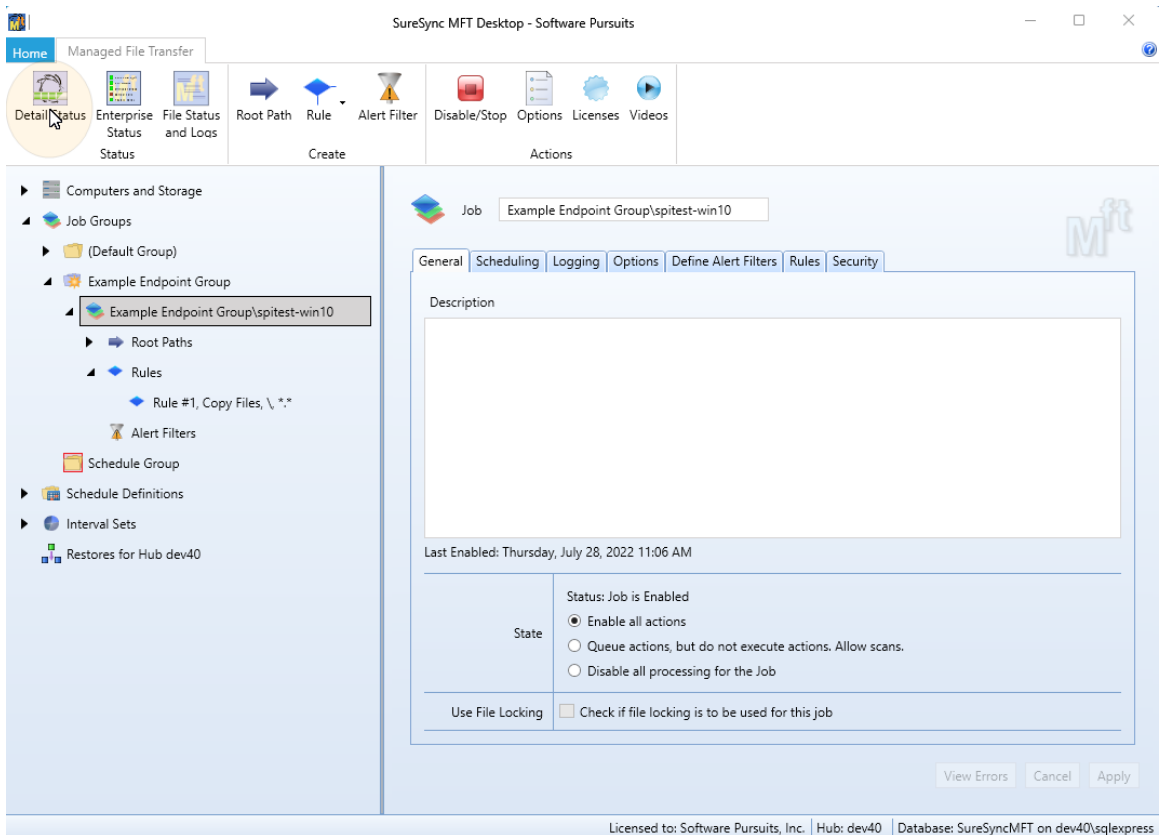 Mft
SureSync MFT Desktop - Software Pursuits
Home Managed File Transfer
Detail Status Enterprise Status File Status and Logs Root Path Rule Alert Filter Disable/Stop Options Licenses Videos
Status Create Actions
Computers and Storage
Job Groups
(Default Group)
Example Endpoint Group
Example Endpoint Group\spitest-win10
Root Paths
Rules
Rule #1, Copy Files, \, *.*
Alert Filters
Schedule Group
Schedule Definitions
Interval Sets
Restores for Hub dev40
Job Example Endpoint Group\spitest-win10
Mft
General Scheduling Logging Options Define Alert Filters Rules Security
Description
Last Enabled: Thursday, July 28, 2022 11:06 AM
Status: Job is Enabled
State
Enable all actions
Queue actions, but do not execute actions. Allow scans.
Disable all processing for the Job
Use File Locking Check if file locking is to be used for this job
View Errors Cancel Apply
Licensed to: Software Pursuits, Inc. Hub: dev40 Database: SureSyncMFT on dev40\sqlexpress